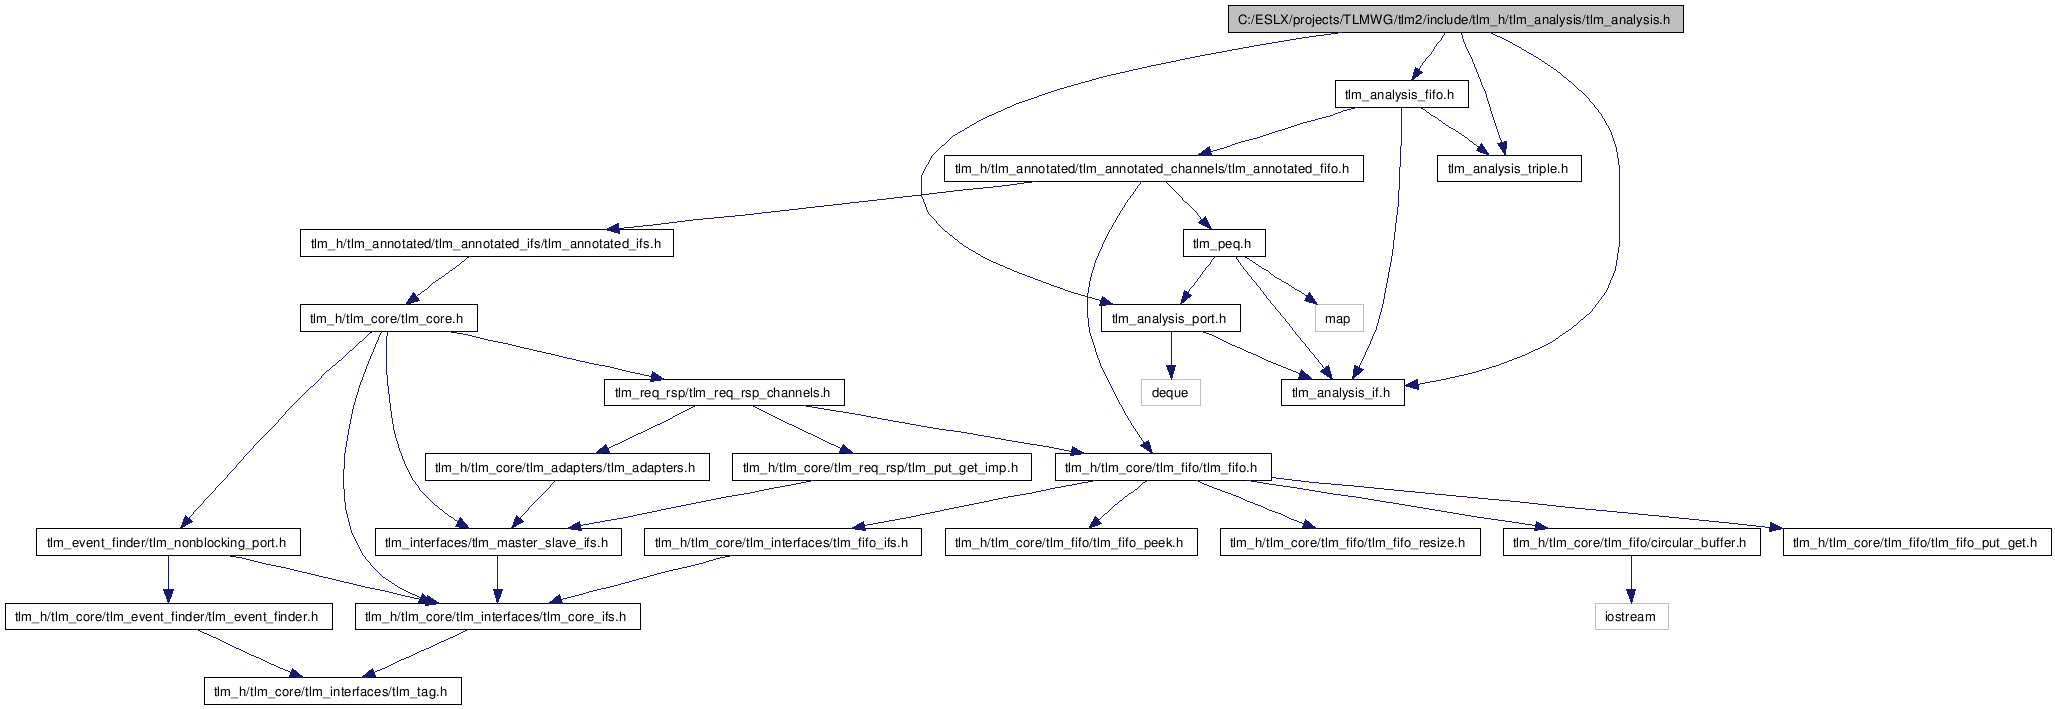 C:/ESLX/projects/TLMWG/tlm2/include/tlm_h/tlm_analysis/tlm_analysis.h
tlm_analysis_fifo.h
tlm_h/tlm_annotated/tlm_annotated_channels/tlm_annotated_fifo.h
tlm_analysis_triple.h
tlm_h/tlm_annotated/tlm_annotated_ifs/tlm_annotated_ifs.h
tlm_peq.h
tlm_h/tlm_core/tlm_core.h
tlm_analysis_port.h
map
tlm_req_rsp/tlm_req_rsp_channels.h
deque
tlm_analysis_if.h
tlm_h/tlm_core/tlm_adapters/tlm_adapters.h
tlm_h/tlm_core/tlm_req_rsp/tlm_put_get_imp.h
tlm_h/tlm_core/tlm_fifo/tlm_fifo.h
tlm_event_finder/tlm_nonblocking_port.h
tlm_interfaces/tlm_master_slave_ifs.h
tlm_h/tlm_core/tlm_interfaces/tlm_fifo_ifs.h
tlm_h/tlm_core/tlm_fifo/tlm_fifo_peek.h
tlm_h/tlm_core/tlm_fifo/tlm_fifo_resize.h
tlm_h/tlm_core/tlm_fifo/circular_buffer.h
tlm_h/tlm_core/tlm_fifo/tlm_fifo_put_get.h
tlm_h/tlm_core/tlm_event_finder/tlm_event_finder.h
tlm_h/tlm_core/tlm_interfaces/tlm_core_ifs.h
iostream
tlm_h/tlm_core/tlm_interfaces/tlm_tag.h